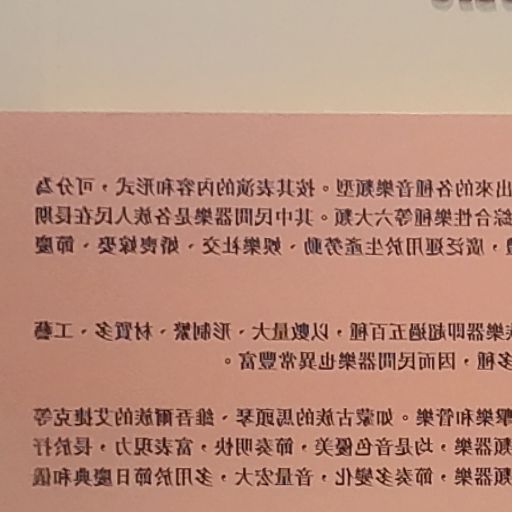 出來的各種音樂類型。按其表演的內容和形式，可分為
綜合性樂種等六大類。其中民間器樂是各族人民在長期
，廣泛運用於生產勞動、娛樂社交、婚喪嫁娶、節慶
族樂器即超過五百種，以數量大、形制繁、材質多、工藝
多種，因而民間器樂也異常豐富。
擊樂和管樂。如蒙古族的馬頭琴、維吾爾族的艾捷克等
類器樂，均是音色優美，節奏明快，富表現力，長於抒
類器樂，節奏多變化，音量宏大，多用於節日慶典和儀